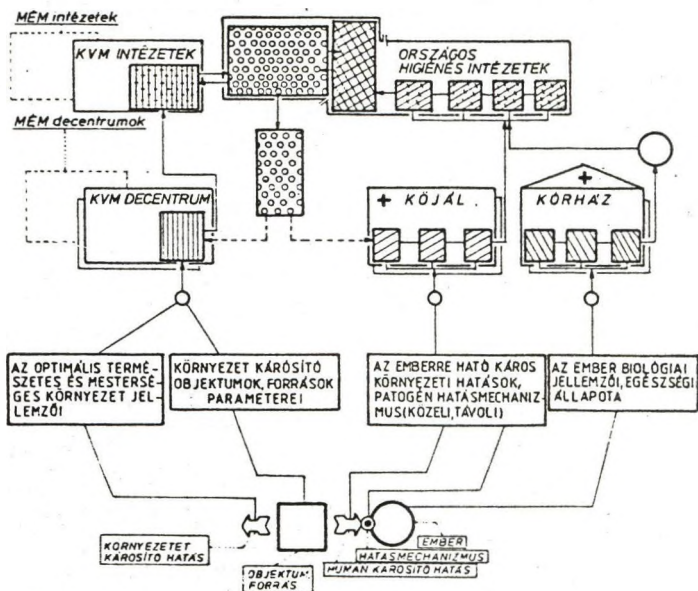 MÉM intézetek
KVM INTÉZETEK
ORSZÁGOS
HIGIÉNÉS INTÉZETEK
MÉM decentrumok
KVM DECENTRUM
+ KÖJÁL
+
KÓRHÁZ
AZ OPTIMÁLIS TERMÉ-
SZETES ÉS MESTERSÉ-
GES KÖRNYEZET JEL-
LEMZŐI
KÖRNYEZET KÁROSÍTÓ
OBJEKTUMOK, FORRÁSOK
PARAMETEREI
AZ EMBERRE HATÓ KÁROS
KÖRNYEZETI HATÁSOK,
PATOGÉN HATÁSMECHANIZ-
MUS (KÖZELI, TÁVOLI)
AZ EMBER BIOLÓGIAI
JELLEMZŐI, EGÉSZSÉGI
ÁLLAPOTA
KÖRNYEZETET
KÁROSÍTÓ HATÁS
OBJEKTUM,
FORRÁS
EMBER
HATÁSMECHANIZMUS
HUMÁN KÁROSÍTÓ HATÁS